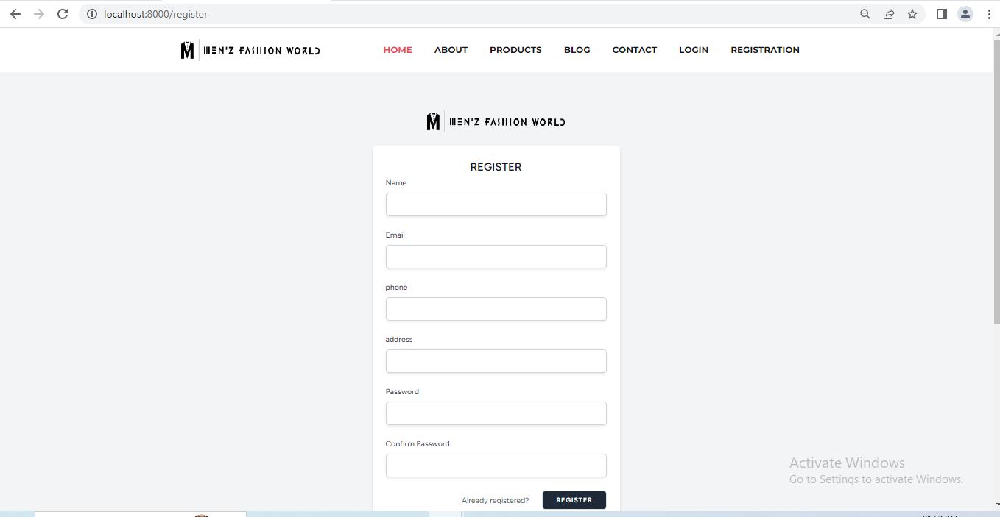 localhost:8000/register
MEN'Z FASHION WORLD
HOME ABOUT PRODUCTS BLOG CONTACT LOGIN REGISTRATION
MEN'Z FASHION WORLD
REGISTER
Name
Email
phone
address
Password
Confirm Password
Already registered? REGISTER
Activate Windows
Go to Settings to activate Windows.